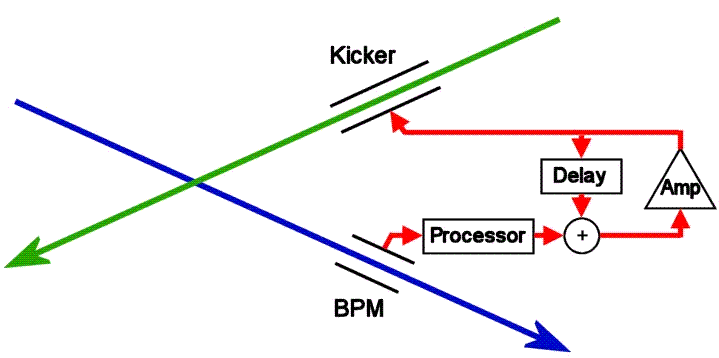 Kicker
Delay
Amp
Processor
+
BPM